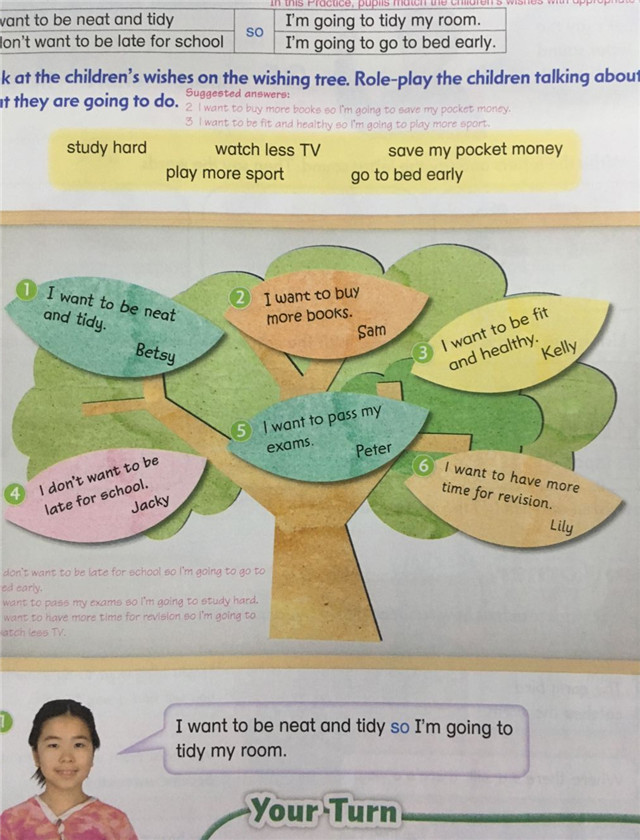 In this Practice, pupils match the children's wishes with appropriate
want to be neat and tidy
so
I'm going to tidy my room.
don't want to be late for school
I'm going to go to bed early.
k at the children's wishes on the wishing tree. Role-play the children talking about
at they are going to do.
Suggested answers:
2 I want to buy more books so I'm going to save my pocket money.
3 I want to be fit and healthy so I'm going to play more sport.
study hard
watch less TV
save my pocket money
play more sport
go to bed early
1
I want to be neat
and tidy.
Betsy
2
I want to buy
more books.
Sam
3
I want to be fit
and healthy.
Kelly
4
I don't want to be
late for school.
Jacky
5
I want to pass my
exams.
Peter
6
I want to have more
time for revision.
Lily
don't want to be late for school so I'm going to go to
ed early.
want to pass my exams so I'm going to study hard.
want to have more time for revision so I'm going to
atch less TV.
1
I want to be neat and tidy so I'm going to
tidy my room.
Your Turn